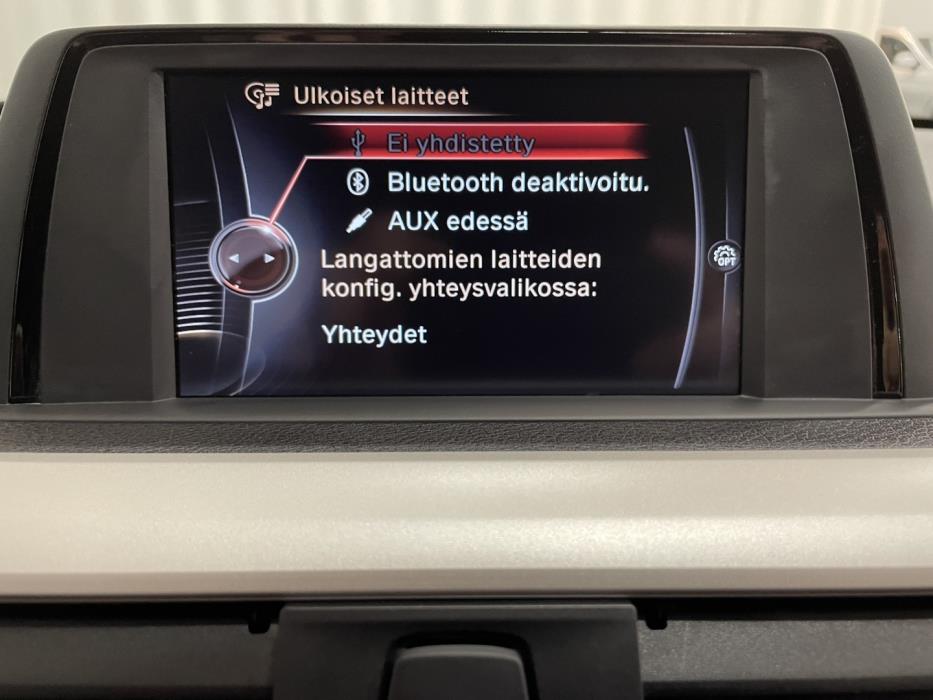 Ulkoiset laitteet
Ei yhdistetty
Bluetooth deaktivoitu.
AUX edessä
Langattomien laitteiden
konfig. yhteysvalikossa:
Yhteydet
OPT